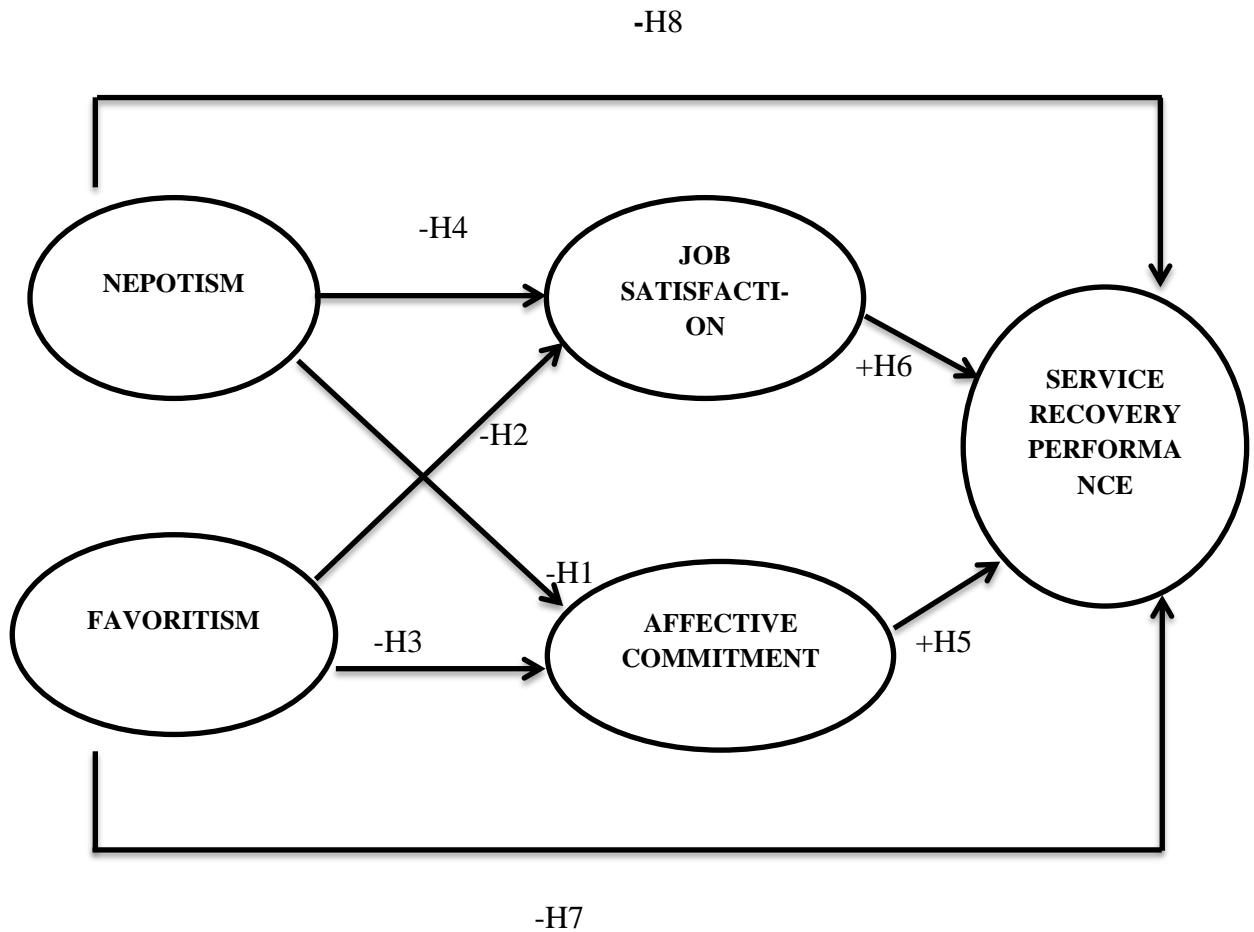 -H8
-H4
NEPOTISM
JOB
SATISFACTI-
ON
+H6
SERVICE
RECOVERY
PERFORMA
NCE
-H2
-H1
FAVORITISM
-H3
AFFECTIVE
COMMITMENT
+H5
-H7